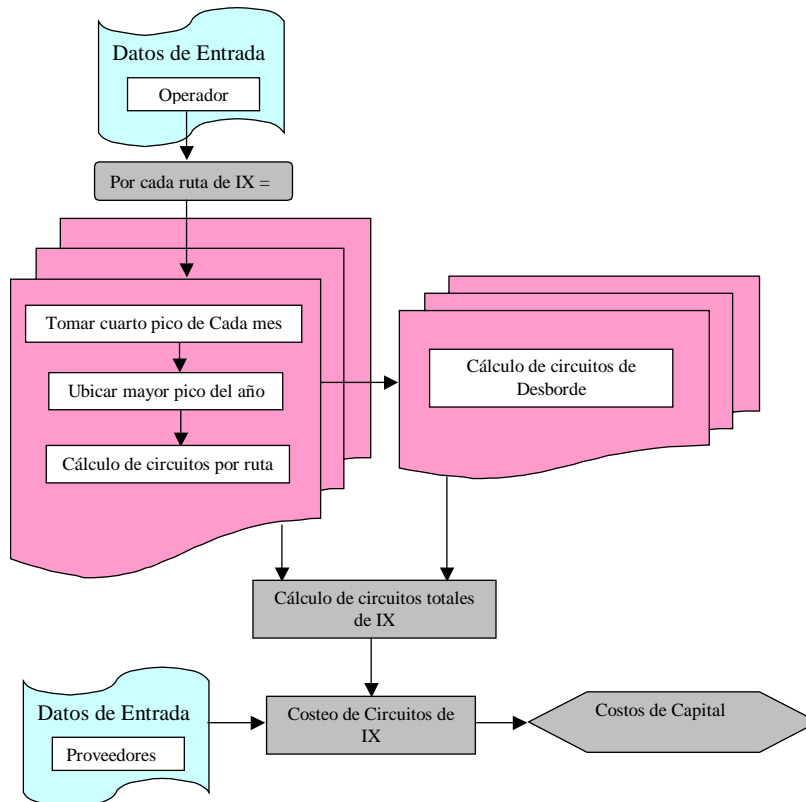 Datos de Entrada
Operador
Por cada ruta de IX =
Tomar cuarto pico de Cada mes
Ubicar mayor pico del año
Cálculo de circuitos por ruta
Cálculo de circuitos de
Desborde
Cálculo de circuitos totales
de IX
Datos de Entrada
Proveedores
Costeo de Circuitos de
IX
Costos de Capital